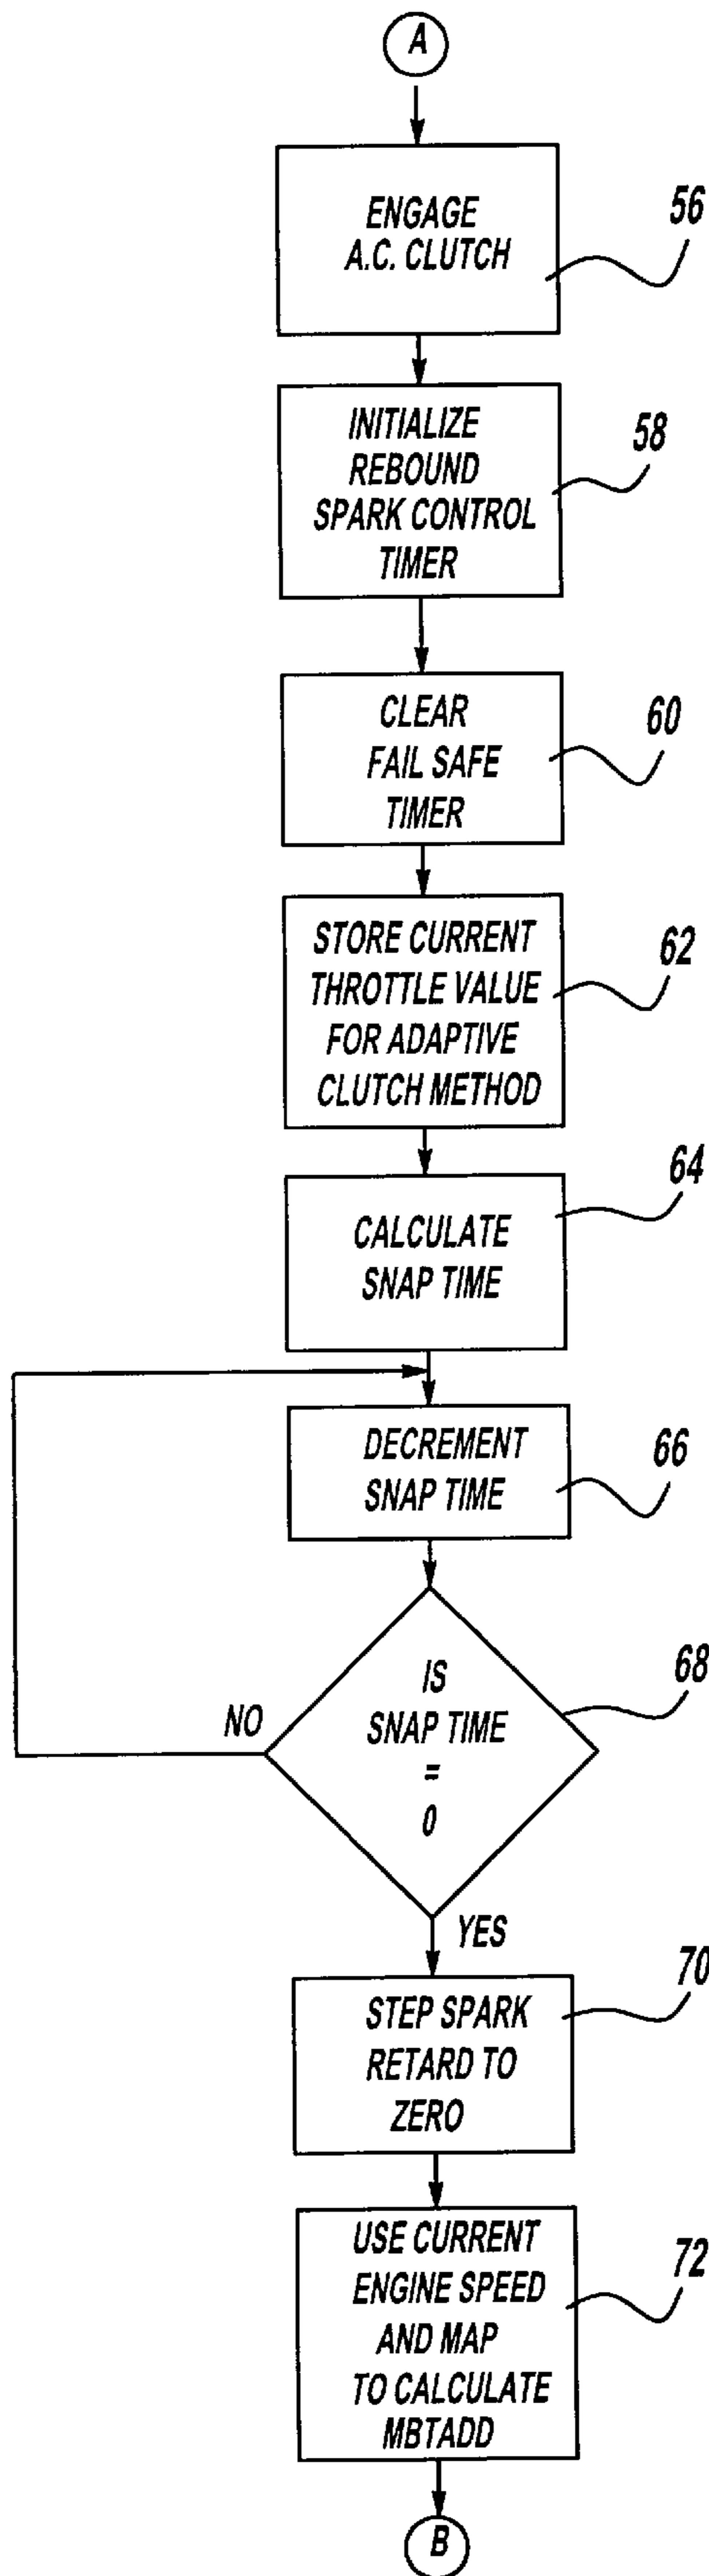 A
ENGAGE
A.C. CLUTCH
56
INITIALIZE
REBOUND
SPARK CONTROL
TIMER
58
CLEAR
FAIL SAFE
TIMER
60
STORE CURRENT
THROTTLE VALUE
FOR ADAPTIVE
CLUTCH METHOD
62
CALCULATE
SNAP TIME
64
DECREMENT
SNAP TIME
66
IS
SNAP TIME
=
0
68
NO
YES
STEP SPARK
RETARD TO
ZERO
70
USE CURRENT
ENGINE SPEED
AND MAP
TO CALCULATE
MBTADD
72
B